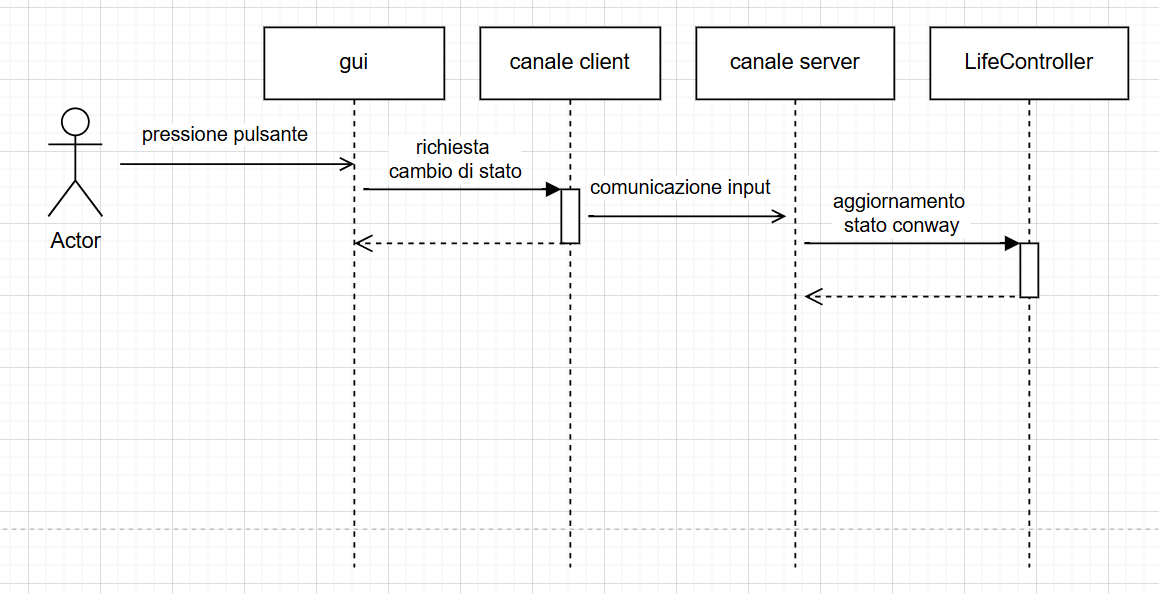 gui
canale client
canale server
LifeController
pressione pulsante
richiesta
cambio di stato
comunicazione input
aggiornamento
stato conway
Actor